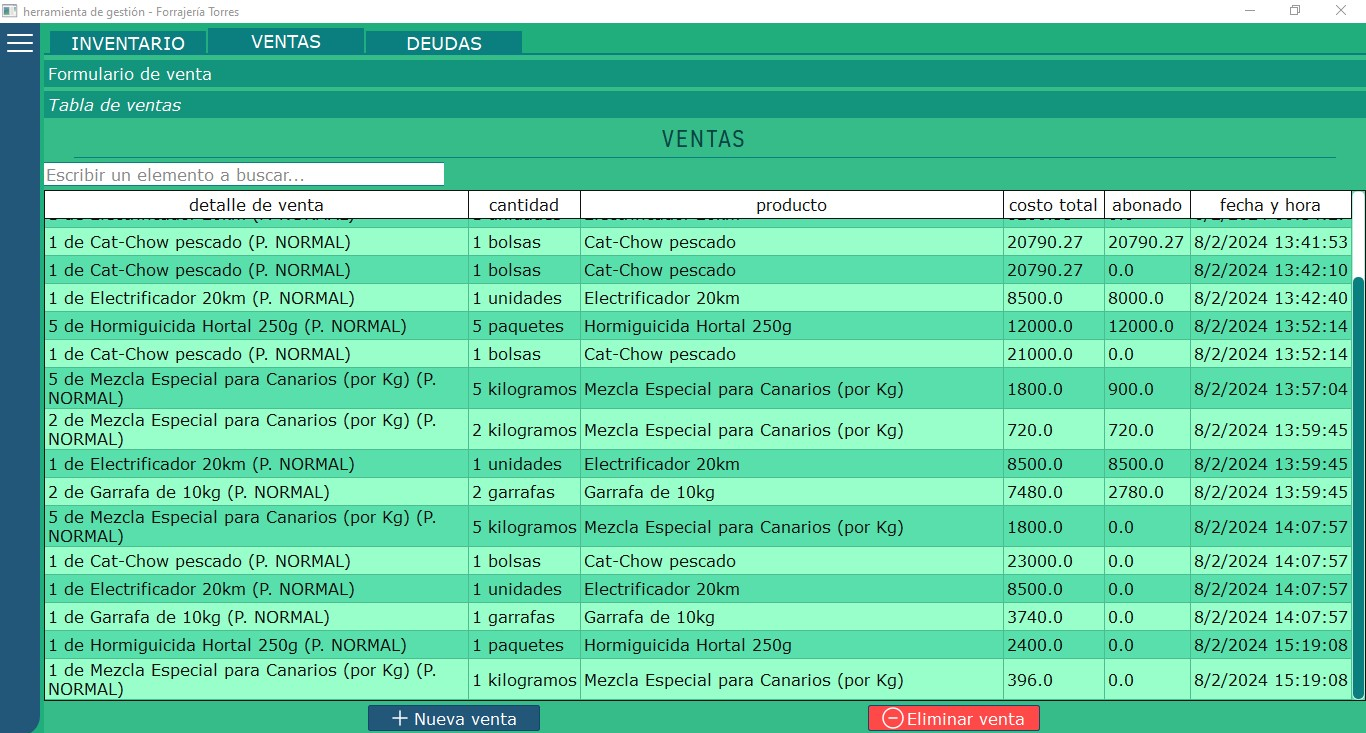 herramienta de gestión - Forrajería Torres
INVENTARIO VENTAS DEUDAS
Formulario de venta
Tabla de ventas
VENTAS
Escribir un elemento a buscar...
detalle de venta cantidad producto costo total abonado fecha y hora
1 de Cat-Chow pescado (P. NORMAL) 1 bolsas Cat-Chow pescado 20790.27 20790.27 8/2/2024 13:41:53
1 de Cat-Chow pescado (P. NORMAL) 1 bolsas Cat-Chow pescado 20790.27 0.0 8/2/2024 13:42:10
1 de Electrificador 20km (P. NORMAL) 1 unidades Electrificador 20km 8500.0 8000.0 8/2/2024 13:42:40
5 de Hormiguicida Hortal 250g (P. NORMAL) 5 paquetes Hormiguicida Hortal 250g 12000.0 12000.0 8/2/2024 13:52:14
1 de Cat-Chow pescado (P. NORMAL) 1 bolsas Cat-Chow pescado 21000.0 0.0 8/2/2024 13:52:14
5 de Mezcla Especial para Canarios (por Kg) (P.
NORMAL) 5 kilogramos Mezcla Especial para Canarios (por Kg) 1800.0 900.0 8/2/2024 13:57:04
2 de Mezcla Especial para Canarios (por Kg) (P.
NORMAL) 2 kilogramos Mezcla Especial para Canarios (por Kg) 720.0 720.0 8/2/2024 13:59:45
1 de Electrificador 20km (P. NORMAL) 1 unidades Electrificador 20km 8500.0 8500.0 8/2/2024 13:59:45
2 de Garrafa de 10kg (P. NORMAL) 2 garrafas Garrafa de 10kg 7480.0 2780.0 8/2/2024 13:59:45
5 de Mezcla Especial para Canarios (por Kg) (P.
NORMAL) 5 kilogramos Mezcla Especial para Canarios (por Kg) 1800.0 0.0 8/2/2024 14:07:57
1 de Cat-Chow pescado (P. NORMAL) 1 bolsas Cat-Chow pescado 23000.0 0.0 8/2/2024 14:07:57
1 de Electrificador 20km (P. NORMAL) 1 unidades Electrificador 20km 8500.0 0.0 8/2/2024 14:07:57
1 de Garrafa de 10kg (P. NORMAL) 1 garrafas Garrafa de 10kg 3740.0 0.0 8/2/2024 14:07:57
1 de Hormiguicida Hortal 250g (P. NORMAL) 1 paquetes Hormiguicida Hortal 250g 2400.0 0.0 8/2/2024 15:19:08
1 de Mezcla Especial para Canarios (por Kg) (P.
NORMAL) 1 kilogramos Mezcla Especial para Canarios (por Kg) 396.0 0.0 8/2/2024 15:19:08
Nueva venta Eliminar venta